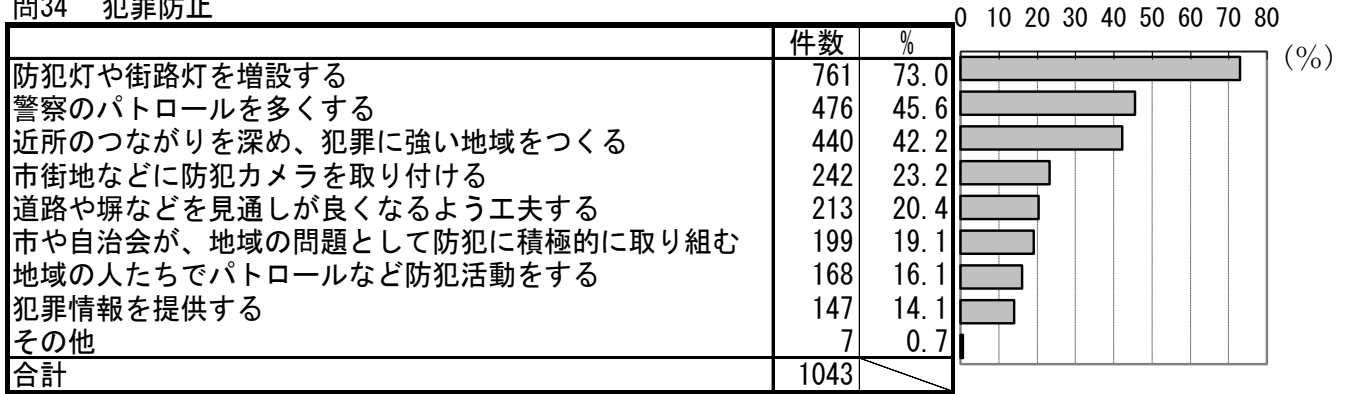 問34　犯罪防止
0 10 20 30 40 50 60 70 80
件数 %
(%)
防犯灯や街路灯を増設する 761 73.0
警察のパトロールを多くする 476 45.6
近所のつながりを深め、犯罪に強い地域をつくる 440 42.2
市街地などに防犯カメラを取り付ける 242 23.2
道路や塀などを見通しが良くなるよう工夫する 213 20.4
市や自治会が、地域の問題として防犯に積極的に取り組む 199 19.1
地域の人たちでパトロールなど防犯活動をする 168 16.1
犯罪情報を提供する 147 14.1
その他 7 0.7
合計 1043